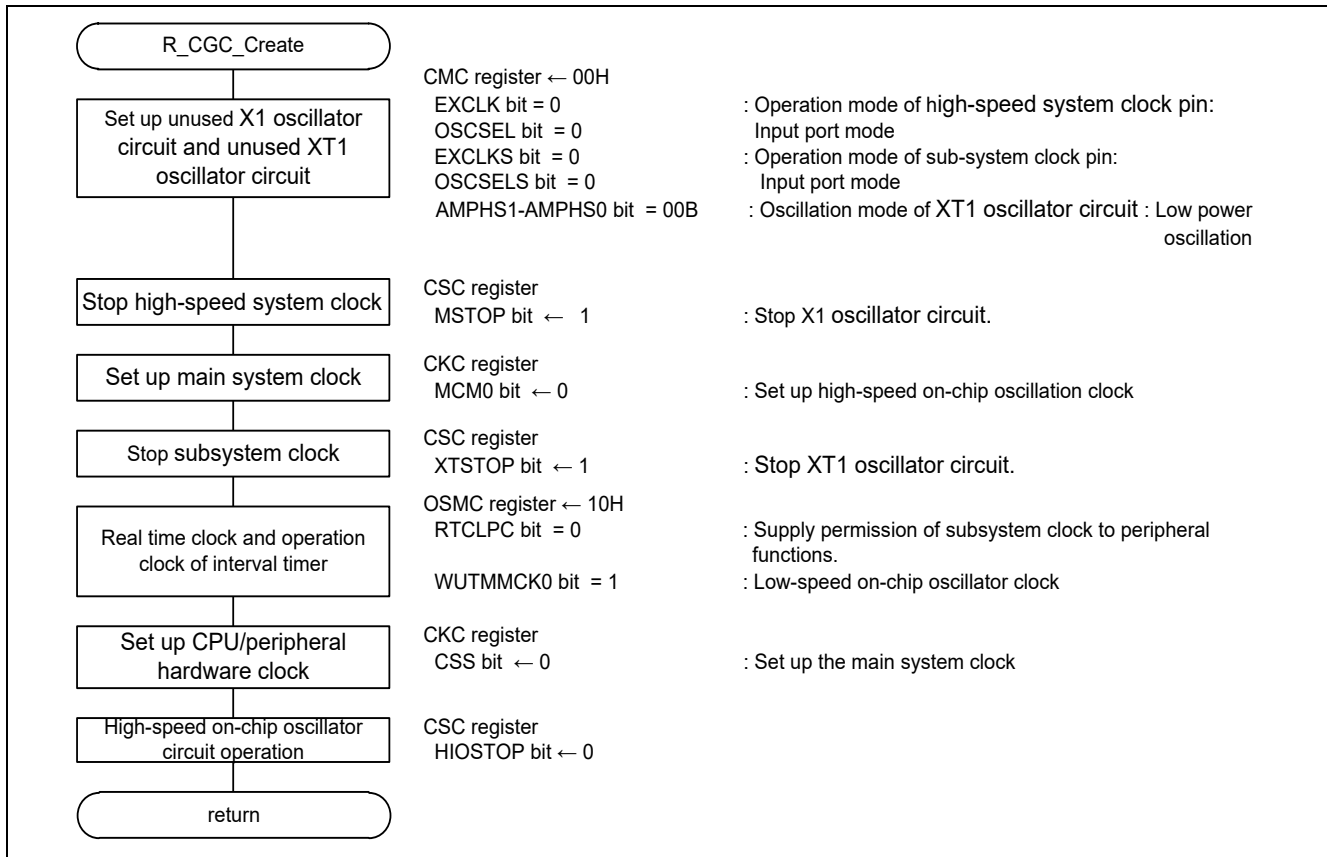 R_CGC_Create
CMC register ← 00H
Set up unused X1 oscillator
circuit and unused XT1
oscillator circuit
EXCLK bit = 0 : Operation mode of high-speed system clock pin:
OSCSEL bit = 0 Input port mode
EXCLKS bit = 0 : Operation mode of sub-system clock pin:
OSCSELS bit = 0 Input port mode
AMPHS1-AMPHS0 bit = 00B : Oscillation mode of XT1 oscillator circuit : Low power
oscillation
Stop high-speed system clock
CSC register
MSTOP bit ← 1 : Stop X1 oscillator circuit.
Set up main system clock
CKC register
MCM0 bit ← 0 : Set up high-speed on-chip oscillation clock
Stop subsystem clock
CSC register
XTSTOP bit ← 1 : Stop XT1 oscillator circuit.
Real time clock and operation
clock of interval timer
OSMC register ← 10H
RTCLPC bit = 0 : Supply permission of subsystem clock to peripheral
functions.
WUTMMCK0 bit = 1 : Low-speed on-chip oscillator clock
Set up CPU/peripheral
hardware clock
CKC register
CSS bit ← 0 : Set up the main system clock
High-speed on-chip oscillator
circuit operation
CSC register
HIOSTOP bit ← 0
return